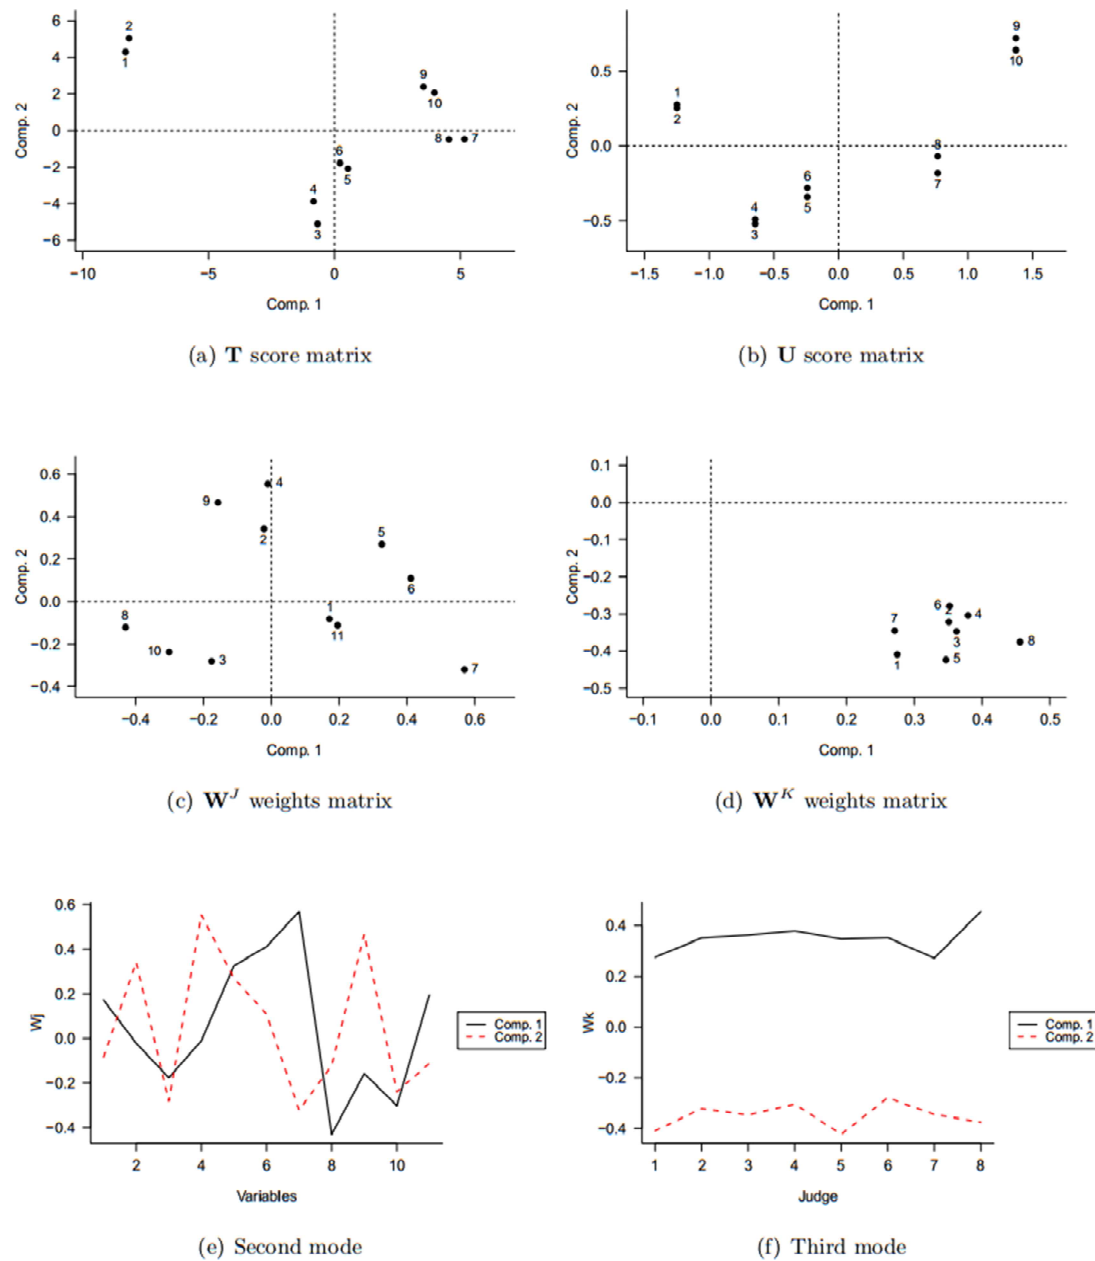 6
4
2
0
−2
−4
−6
Comp. 2
2
1
9
10
8 7
6
5
4
3
−10 −5 0 5
Comp. 1
(a) T score matrix
0.5
0.0
−0.5
Comp. 2
9
10
1
2
8
7
6
5
4
3
−1.5 −1.0 −0.5 0.0 0.5 1.0 1.5
Comp. 1
(b) U score matrix
0.6
0.4
0.2
0.0
−0.2
−0.4
Comp. 2
9 4
2
5
6
1
11
8
10 3
7
−0.4 −0.2 0.0 0.2 0.4 0.6
Comp. 1
(c) W^J weights matrix
0.1
0.0
−0.1
−0.2
−0.3
−0.4
−0.5
Comp. 2
6
2
4
7
3
8
1
5
−0.1 0.0 0.1 0.2 0.3 0.4 0.5
Comp. 1
(d) W^K weights matrix
0.6
0.4
0.2
0.0
−0.2
−0.4
Wj
Comp. 1
Comp. 2
2 4 6 8 10
Variables
(e) Second mode
0.4
0.2
0.0
−0.2
−0.4
Wk
Comp. 1
Comp. 2
1 2 3 4 5 6 7 8
Judge
(f) Third mode